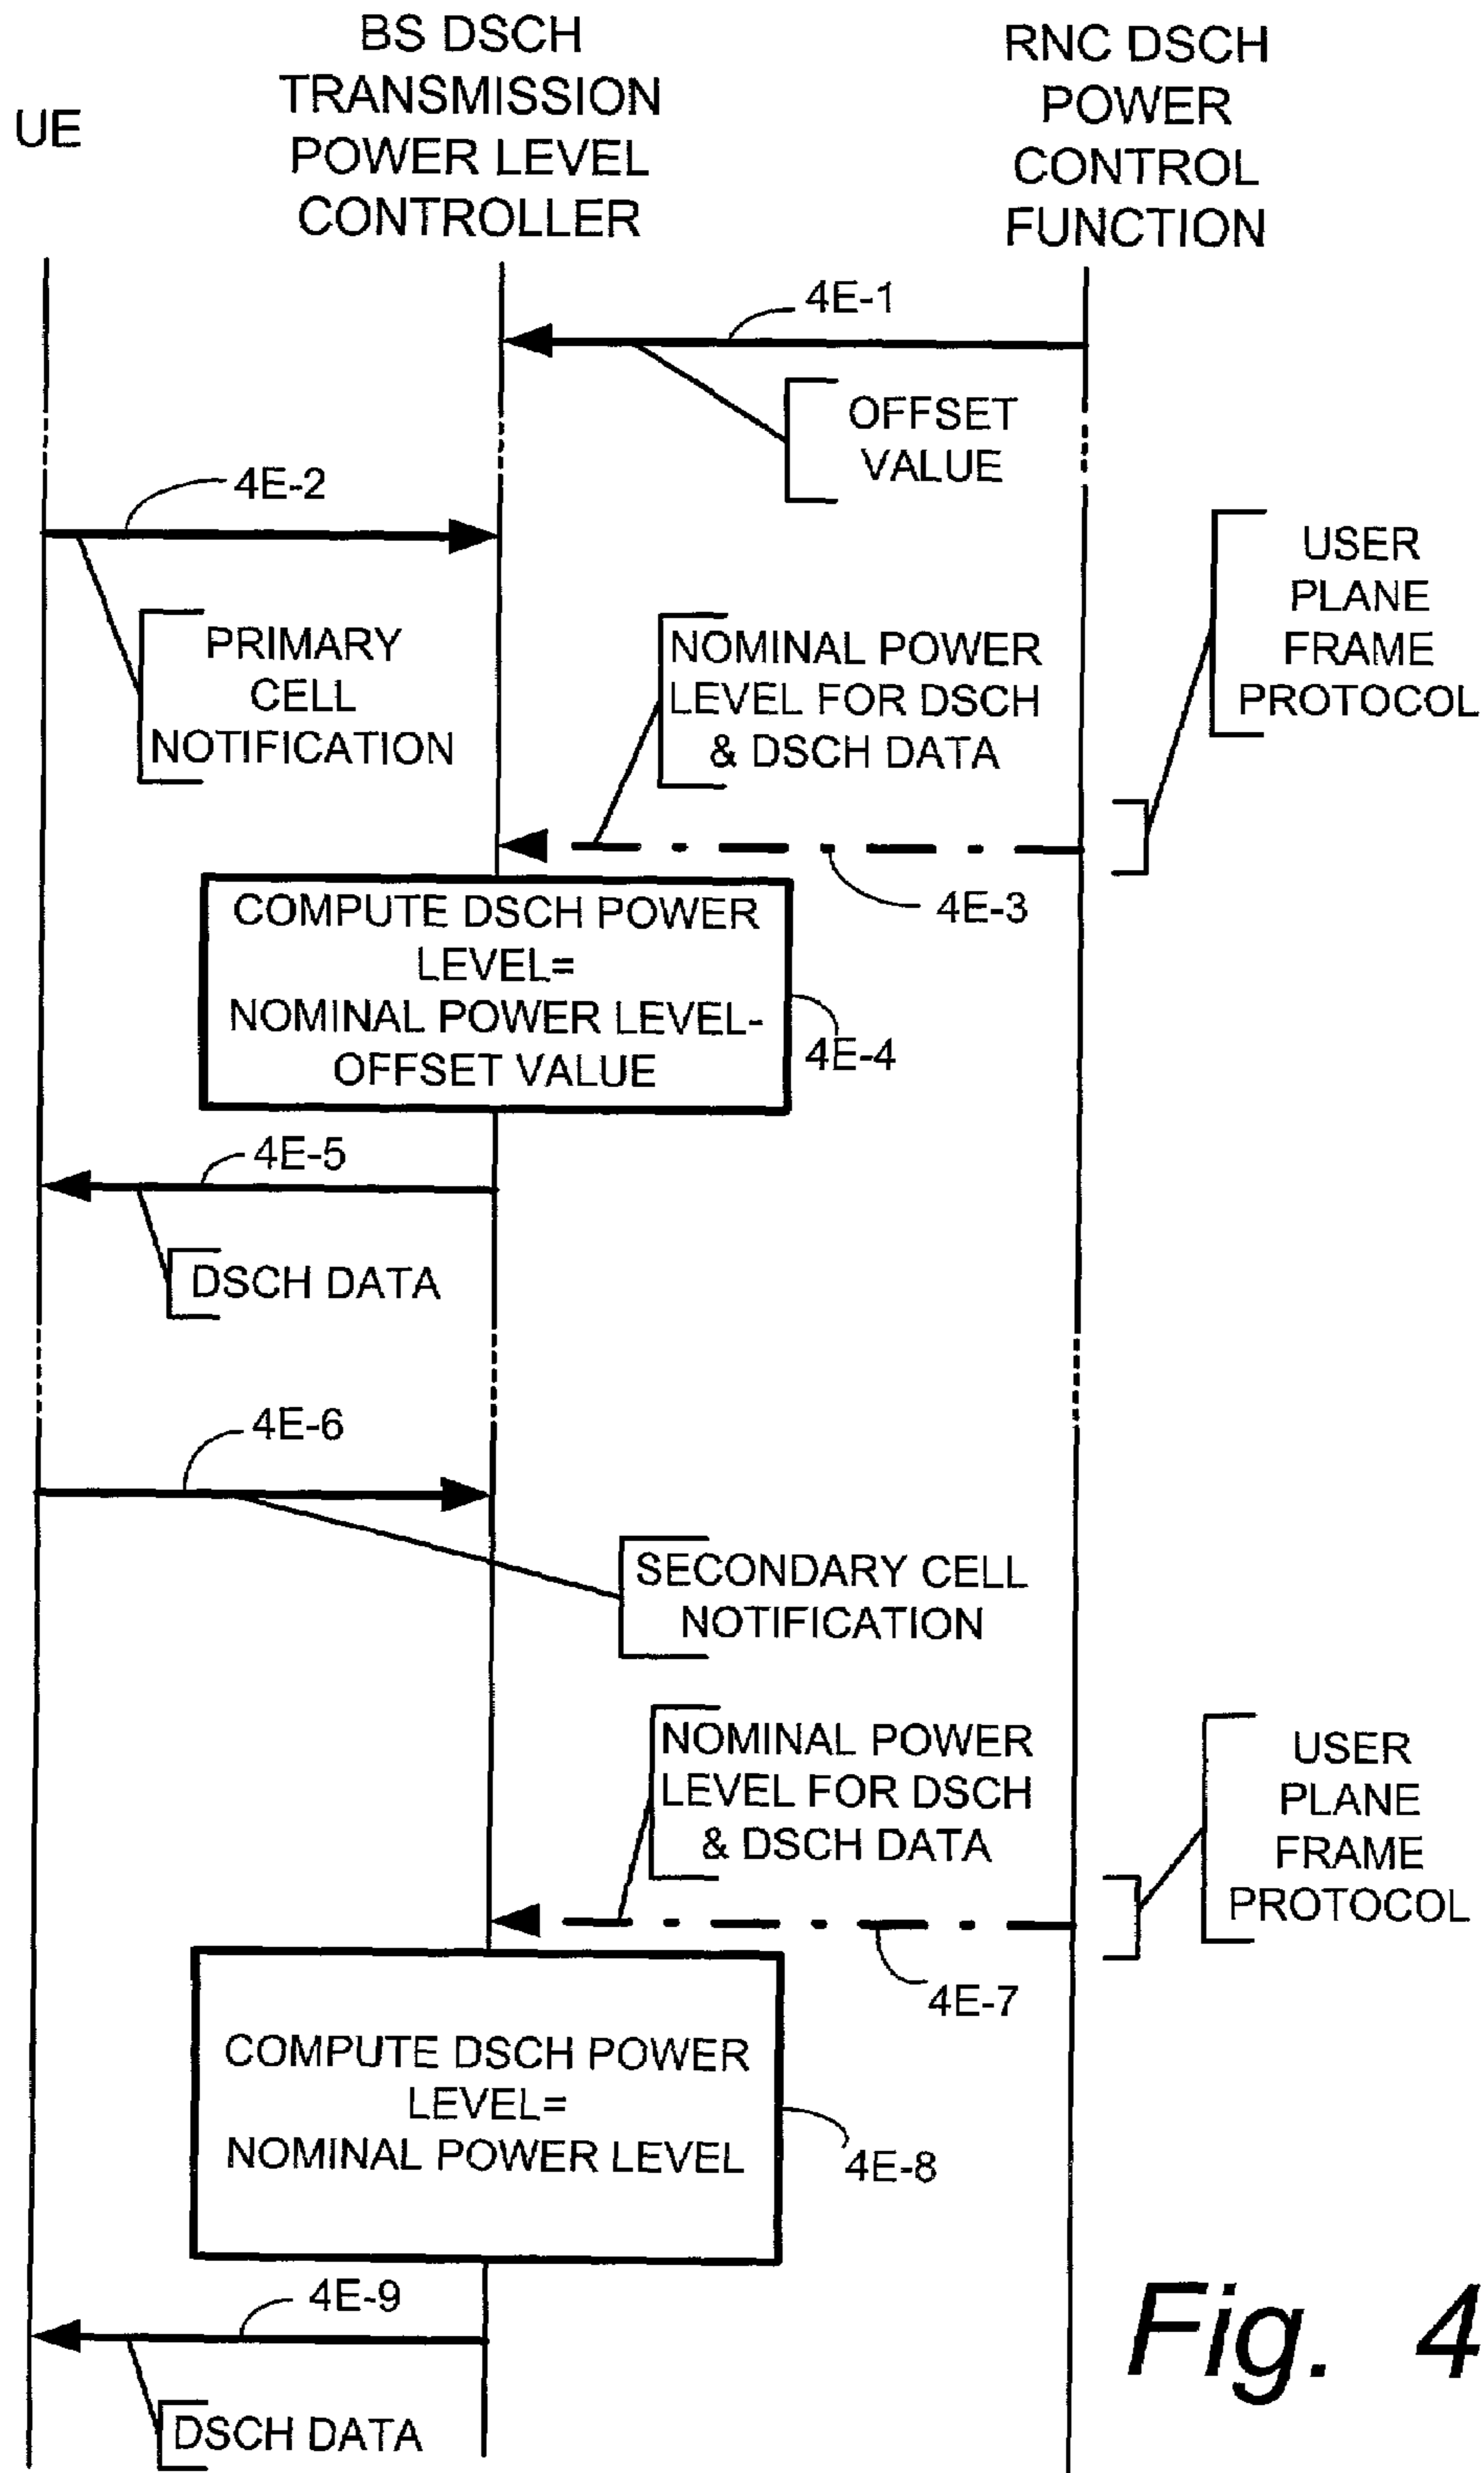 UE
BS DSCH
TRANSMISSION
POWER LEVEL
CONTROLLER
RNC DSCH
POWER
CONTROL
FUNCTION
4E-1
OFFSET
VALUE
4E-2
PRIMARY
CELL
NOTIFICATION
USER
PLANE
FRAME
PROTOCOL
NOMINAL POWER
LEVEL FOR DSCH
& DSCH DATA
4E-3
COMPUTE DSCH POWER
LEVEL=
NOMINAL POWER LEVEL-
OFFSET VALUE
4E-4
4E-5
DSCH DATA
4E-6
SECONDARY CELL
NOTIFICATION
NOMINAL POWER
LEVEL FOR DSCH
& DSCH DATA
USER
PLANE
FRAME
PROTOCOL
4E-7
COMPUTE DSCH POWER
LEVEL=
NOMINAL POWER LEVEL
4E-8
4E-9
DSCH DATA
Fig. 4